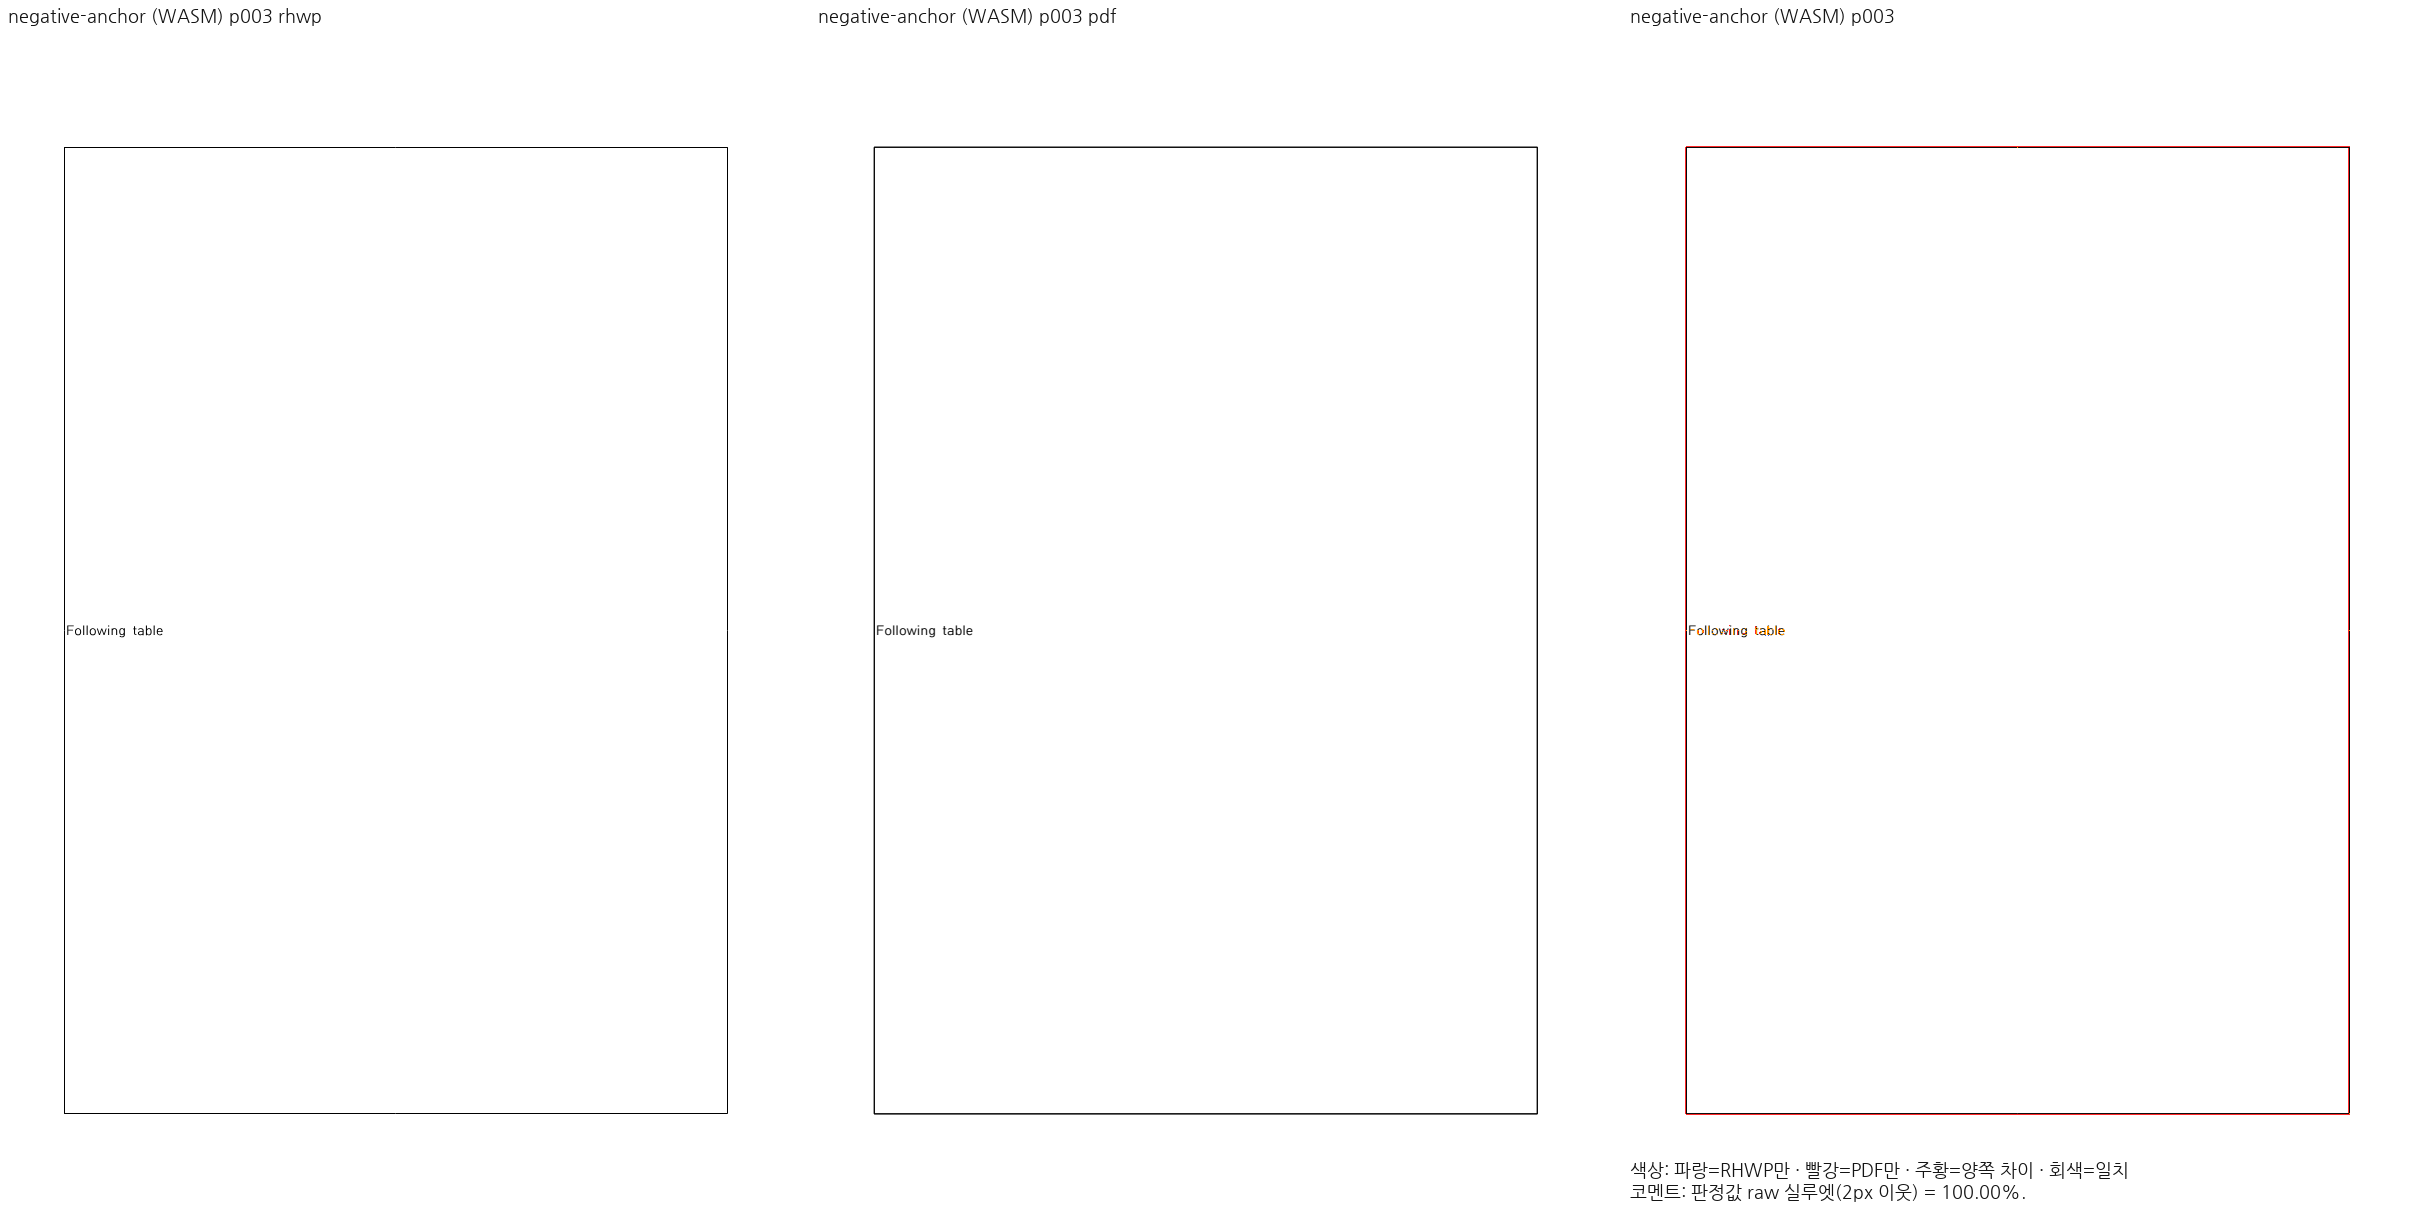 negative-anchor (WASM) p003 rhwp
negative-anchor (WASM) p003 pdf
negative-anchor (WASM) p003
Following table
Following table
Following table
색상: 파랑=RHWP만 · 빨강=PDF만 · 주황=양쪽 차이 · 회색=일치
코멘트: 판정값 raw 실루엣(2px 이웃) = 100.00%.